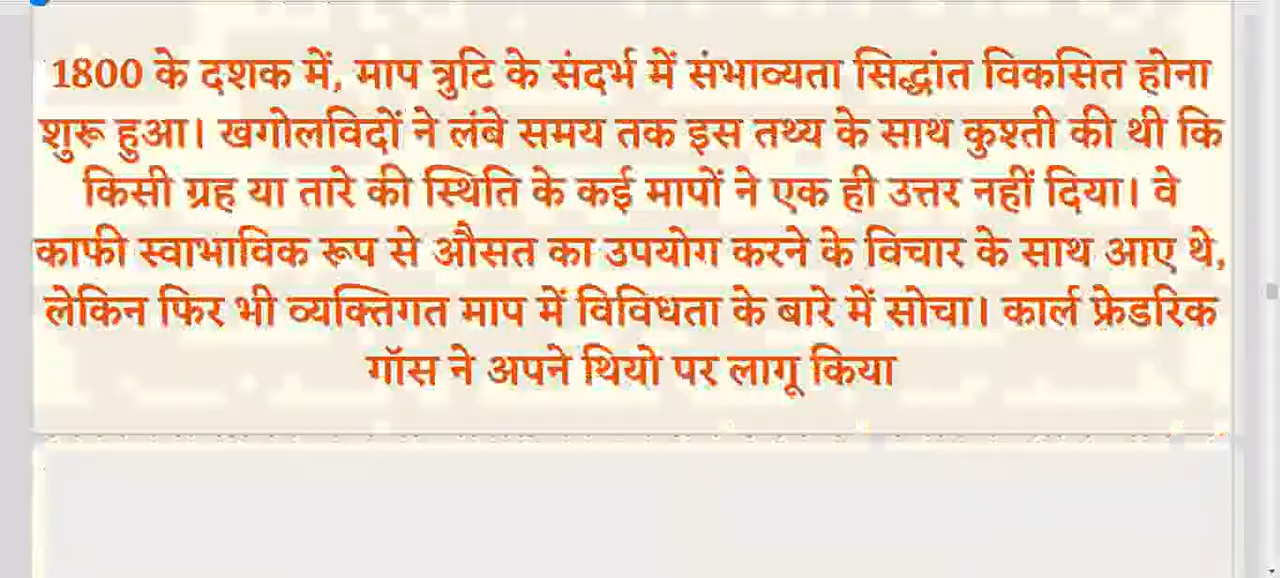 1800 के दशक में, माप त्रुटि के संदर्भ में संभाव्यता सिद्धांत विकसित होना
शुरू हुआ। खगोलविदों ने लंबे समय तक इस तथ्य के साथ कुश्ती की थी कि
किसी ग्रह या तारे की स्थिति के कई मापों ने एक ही उत्तर नहीं दिया। वे
काफी स्वाभाविक रूप से औसत का उपयोग करने के विचार के साथ आए थे,
लेकिन फिर भी व्यक्तिगत माप में विविधता के बारे में सोचा। कार्ल फ्रेडरिक
गॉस ने अपने थियो पर लागू किया